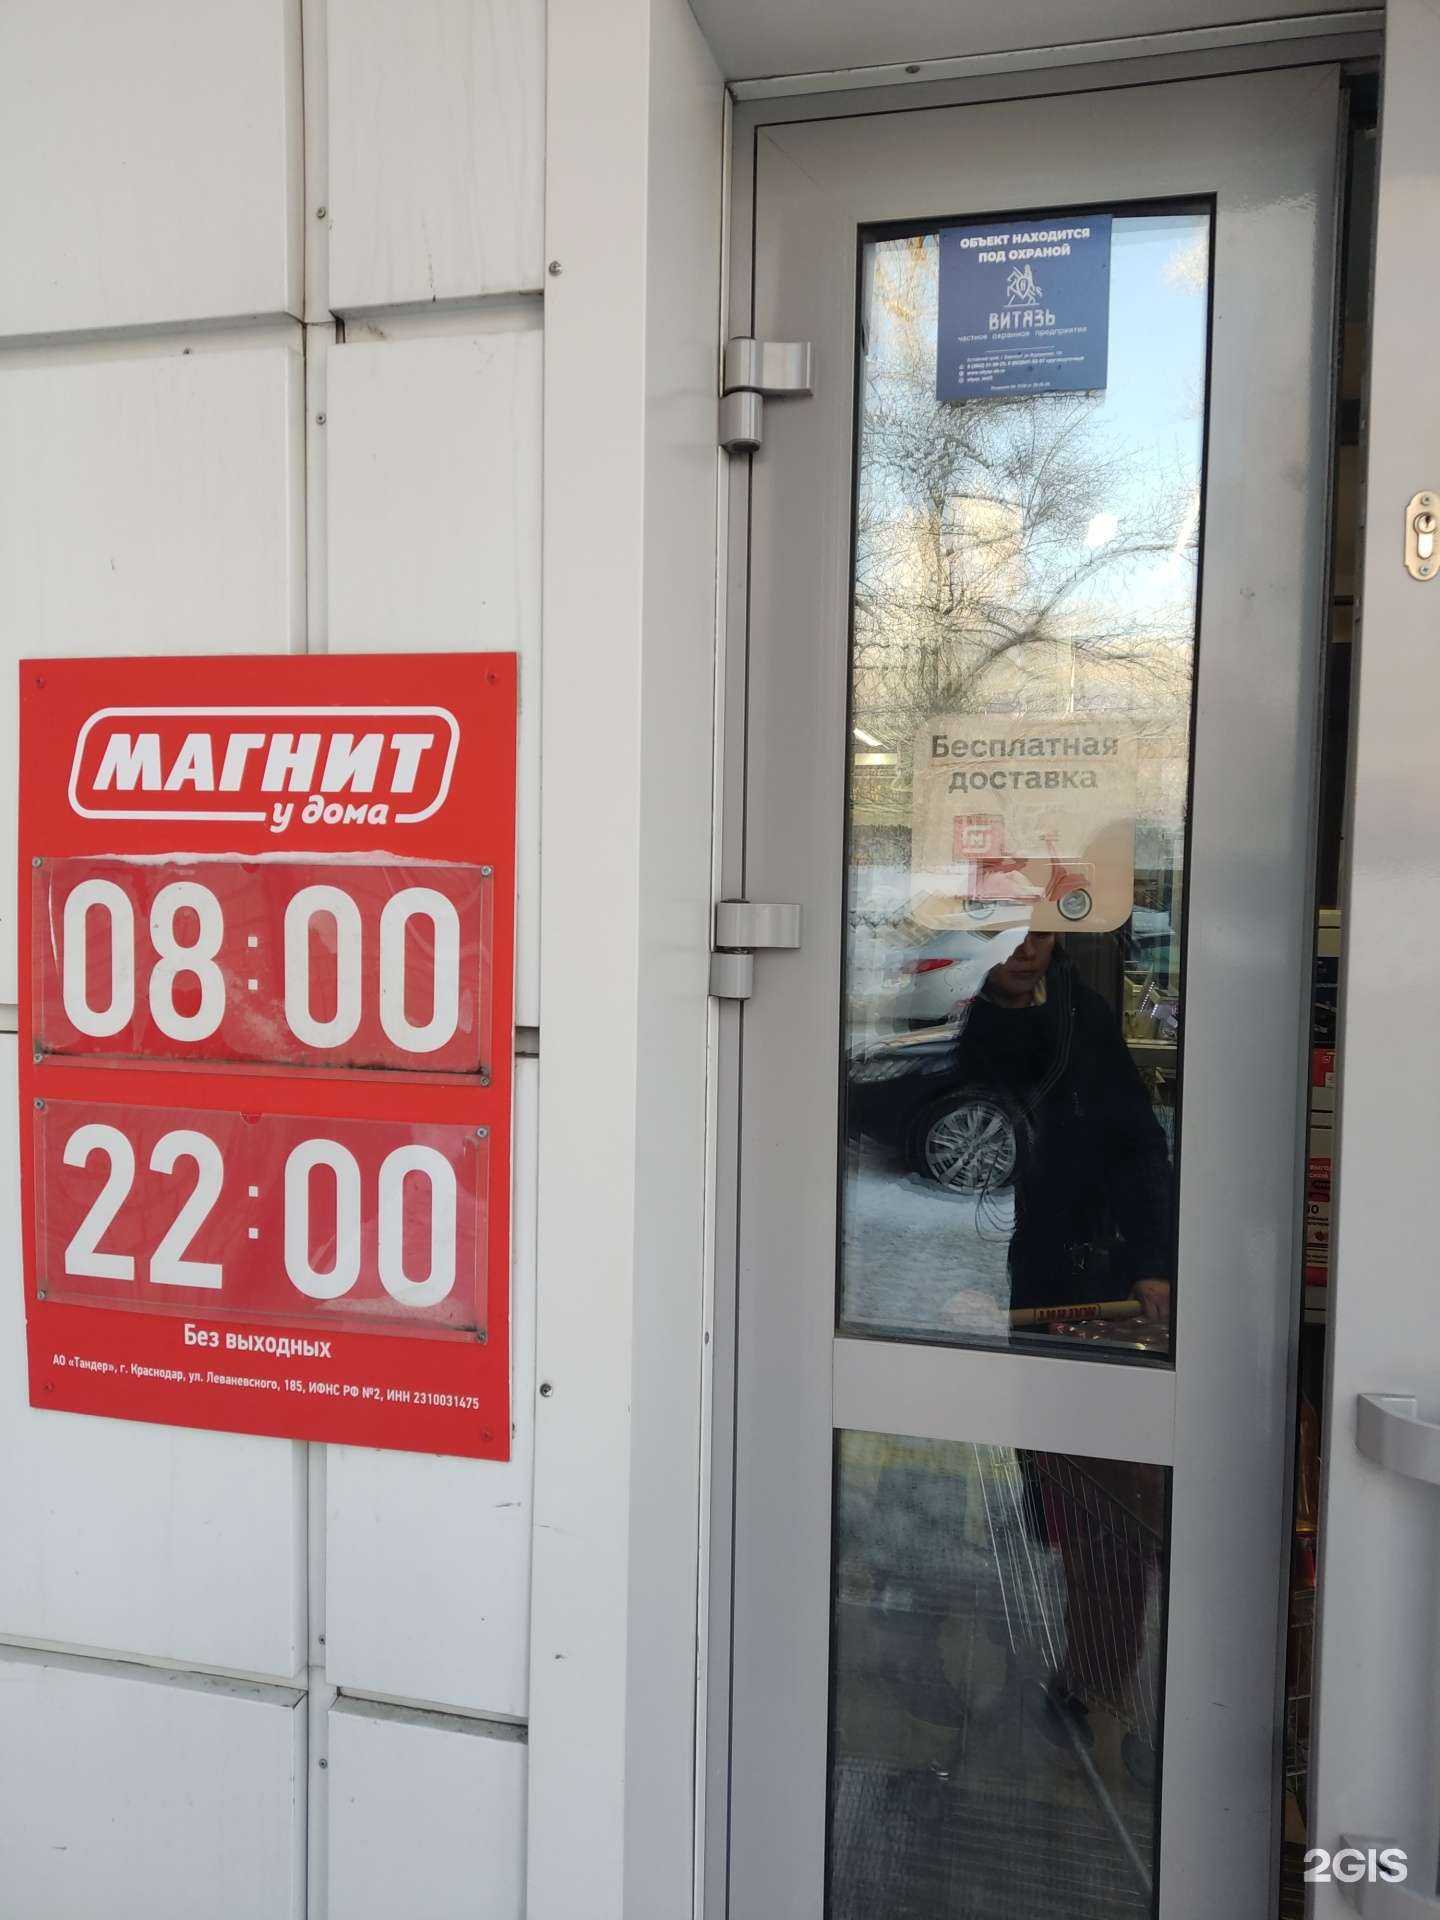 МАГНИТ
у дома
08:00
22:00
Без выходных
АО «Тандер», г. Краснодар, ул. Леваневского, 185, ИФНС РФ №2, ИНН 2310031475
ОБЪЕКТ НАХОДИТСЯ
ПОД ОХРАНОЙ
ВИТЯЗЬ
частное охранное предприятие
Бесплатная
доставка
МАГНИТ
2GIS